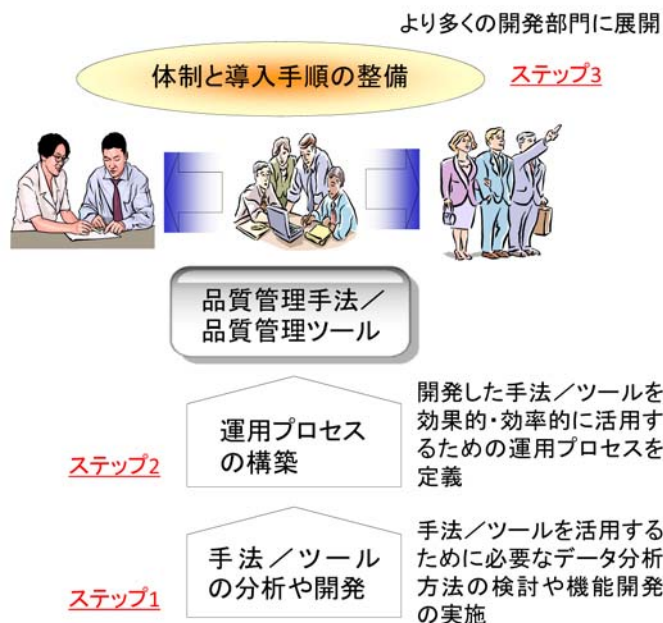 より多くの開発部門に展開
体制と導入手順の整備
ステップ3
品質管理手法／
品質管理ツール
運用プロセス
の構築
開発した手法／ツールを
効果的・効率的に活用す
るための運用プロセスを
定義
ステップ2
手法／ツール
の分析や開発
手法／ツールを活用する
ために必要なデータ分析
方法の検討や機能開発
の実施
ステップ1